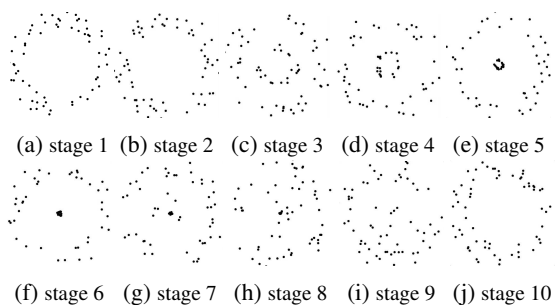 (a) stage 1 (b) stage 2 (c) stage 3 (d) stage 4 (e) stage 5
(f) stage 6 (g) stage 7 (h) stage 8 (i) stage 9 (j) stage 10